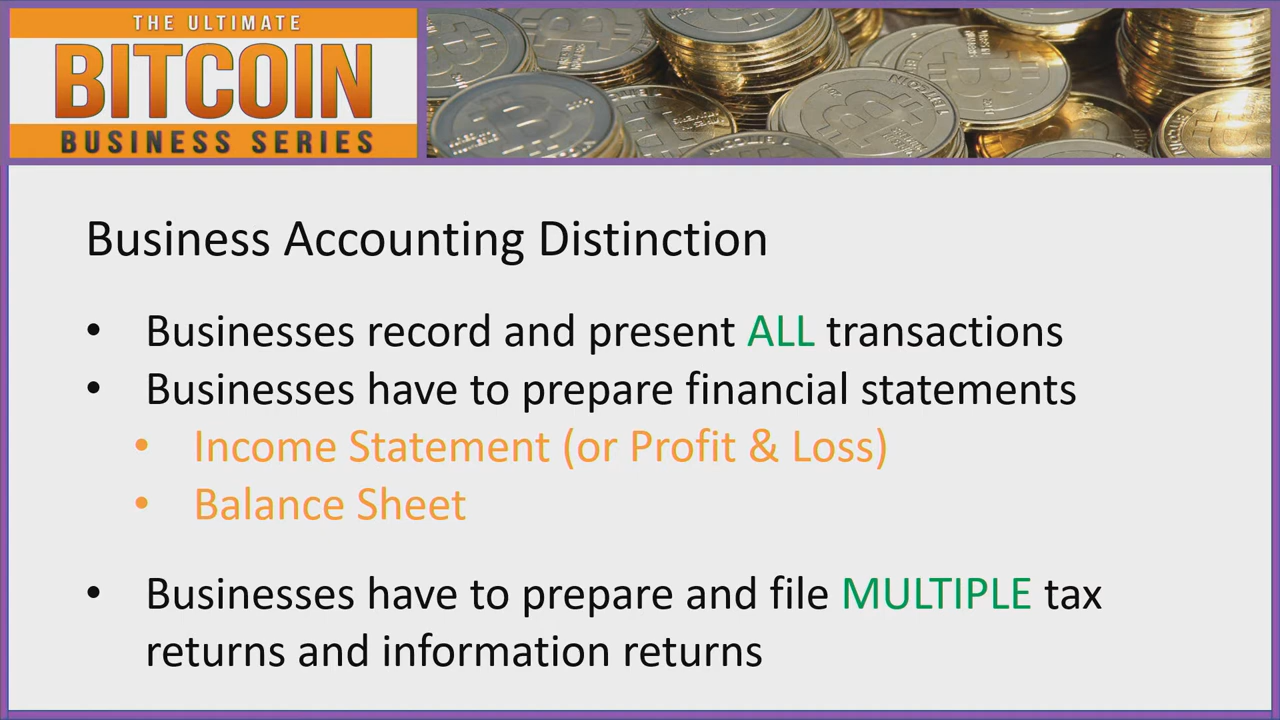 THE ULTIMATE
BITCOIN
BUSINESS SERIES
Business Accounting Distinction
• Businesses record and present ALL transactions
• Businesses have to prepare financial statements
• Income Statement (or Profit & Loss)
• Balance Sheet
• Businesses have to prepare and file MULTIPLE tax
returns and information returns